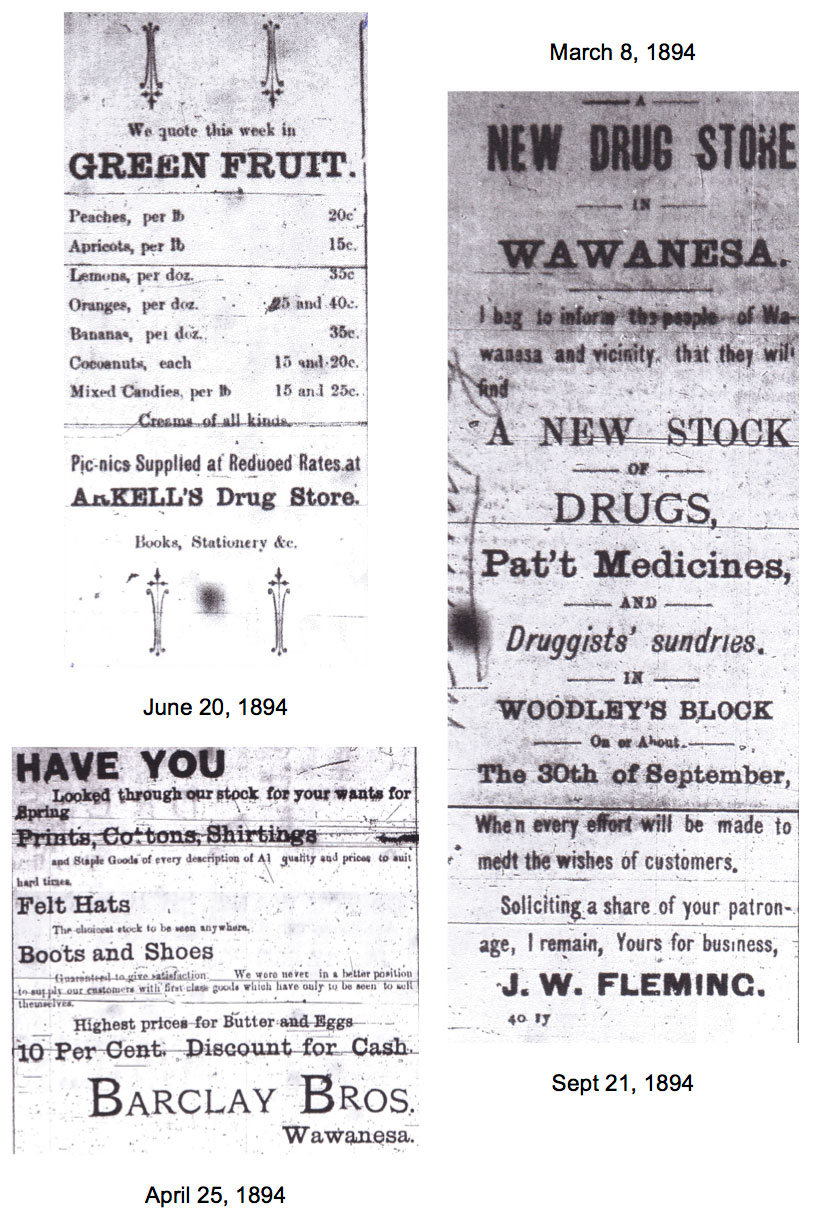 We quote this week in
GREEN FRUIT.
Peaches, per lb 20c
Apricots, per lb 15c.
Lemons, per doz. 35c
Oranges, per doz. 25 and 40c.
Bananas, per doz. 35c.
Cocoanuts, each 15 and 20c.
Mixed Candies, per lb 15 and 25c.
Creams of all kinds.
Pic-nics Supplied at Reduoed Rates at
ArKELL'S Drug Store.
Books, Stationery &c.
June 20, 1894
HAVE YOU
Looked through our stock for your wants for
Spring
Prints, Cottons, Shirtings
and Staple Goods of every description of A1 quality and prices to suit
hard times.
Felt Hats
The choicest stock to be seen anywhere.
Boots and Shoes
Guaranteed to give satisfaction. We were never in a better position
to supply our customers with first class goods which have only to be seen to sell
themselves.
Highest prices for Butter and Eggs
10 Per Cent. Discount for Cash.
BARCLAY BROS.
Wawanesa.
April 25, 1894
March 8, 1894
A
NEW DRUG STORE
IN
WAWANESA.
I beg to inform the people of Wa-
wanesa and vicinity. that they will
find
A NEW STOCK
OF
DRUGS,
Pat't Medicines,
AND
Druggists' sundries.
IN
WOODLEY'S BLOCK
On or About
The 30th of September,
When every effort will be made to
medt the wishes of customers.
Soliciting a share of your patron-
age, I remain, Yours for business,
J. W. FLEMING.
40 17
Sept 21, 1894